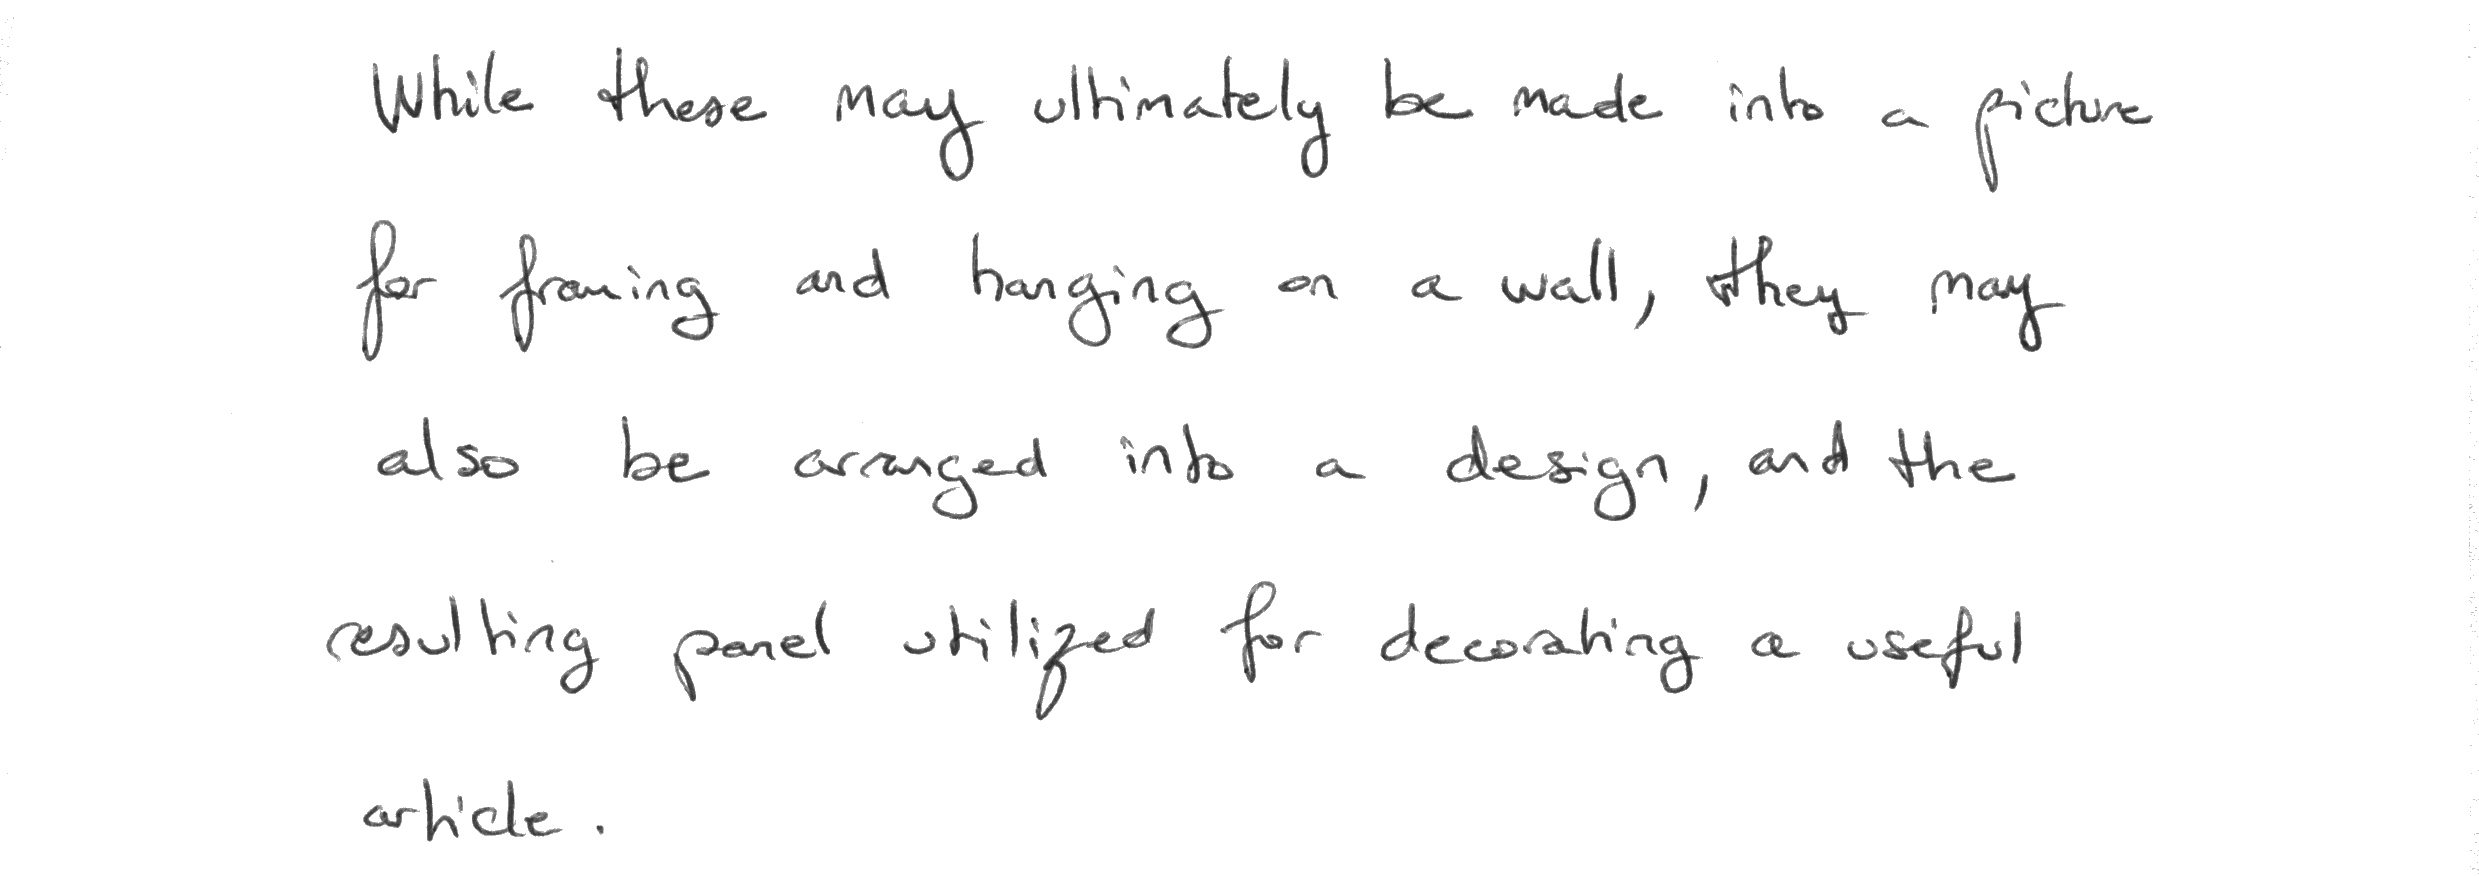 While these may ultimately be made into a picture
for framing and hanging on a wall, they may
also be arranged into a design, and the
resulting panel utilized for decorating a useful
article.